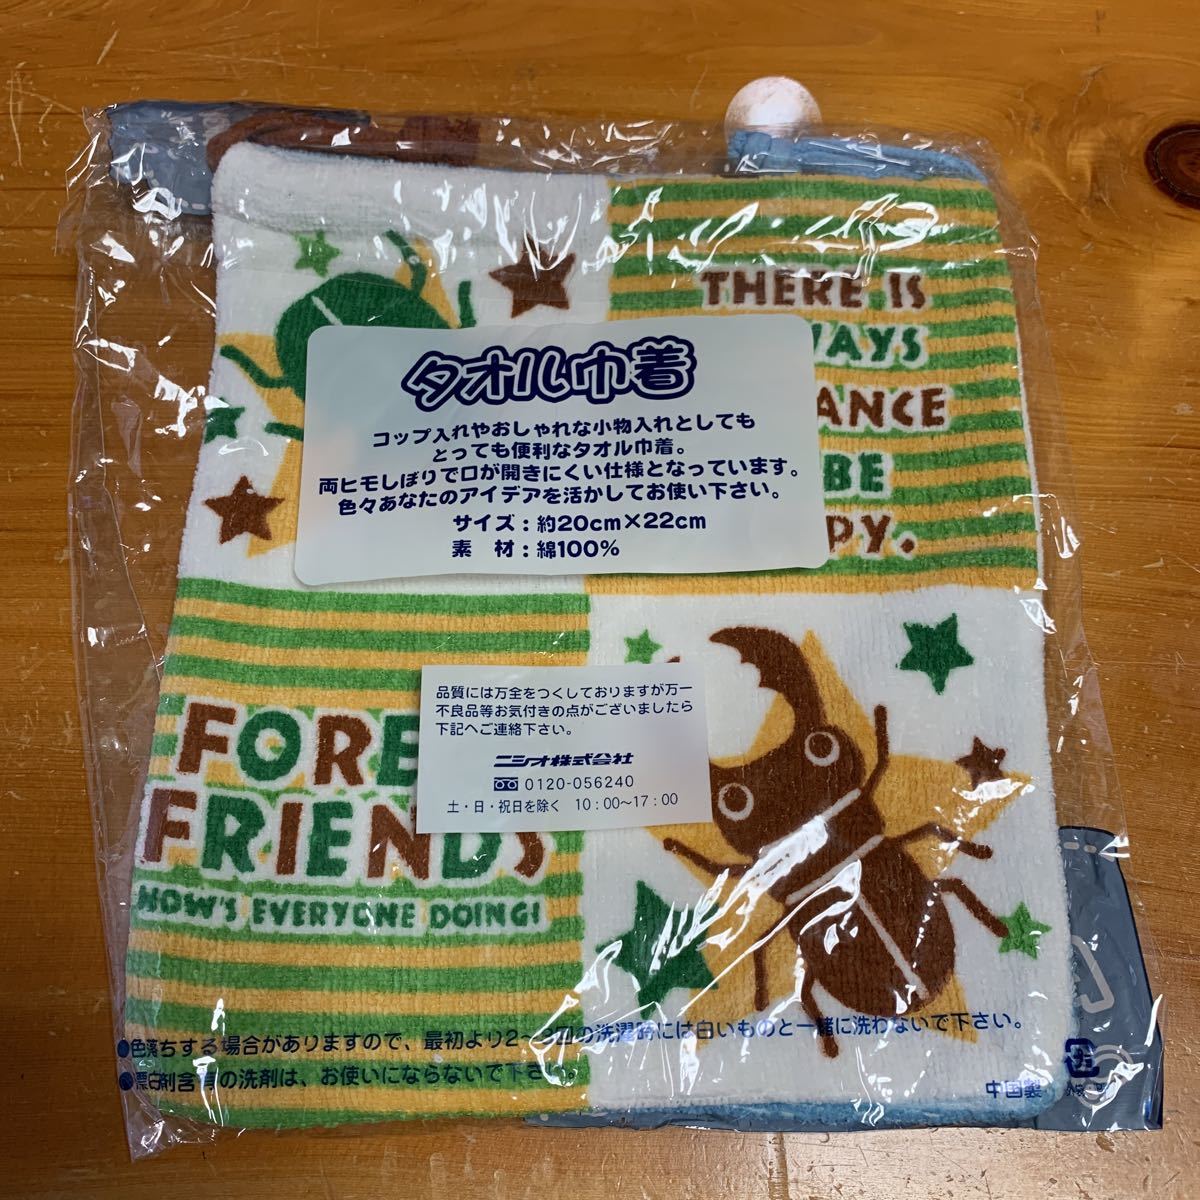 THERE IS
WAYS
ANCE
BE
PY.
タオル巾着
コップ入れやおしゃれな小物入れとしても
とっても便利なタオル巾着。
両ヒモしぼりで口が開きにくい仕様となっています。
色々あなたのアイデアを活かしてお使い下さい。
サイズ：約20cm×22cm
素　材：綿100%
FORE
FRIENDS
HOW'S EVERYONE DOING!
品質には万全をつくしておりますが万一
不良品等お気付きの点がございましたら
下記へご連絡下さい。
ニシオ株式会社
0120-056240
土・日・祝日を除く　10：00～17：00
●色落ちする場合がありますので、最初より2～3回の洗濯時には白いものと一緒に洗わないで下さい。
●漂白剤含有の洗剤は、お使いにならないで下さい。
中国製
プラ
外袋